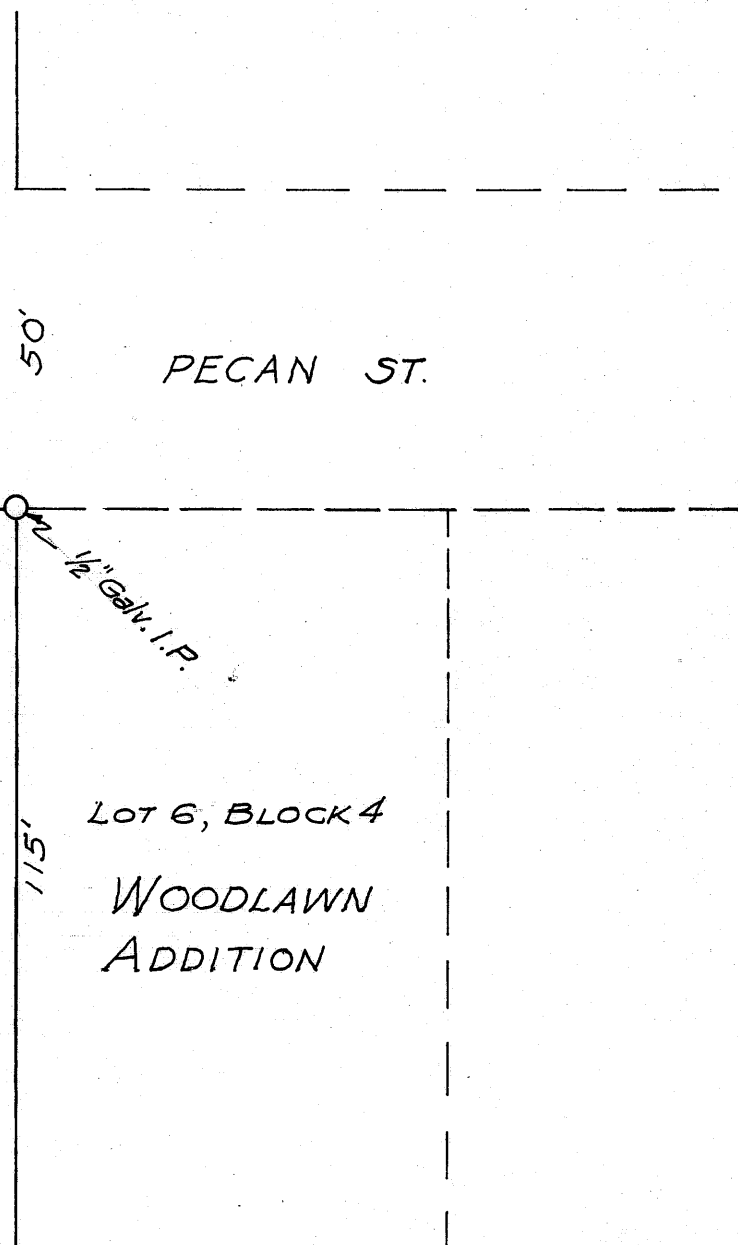 50'
PECAN ST.
1/2" Galv. I.P.
LOT 6, BLOCK 4
115'
WOODLAWN
ADDITION